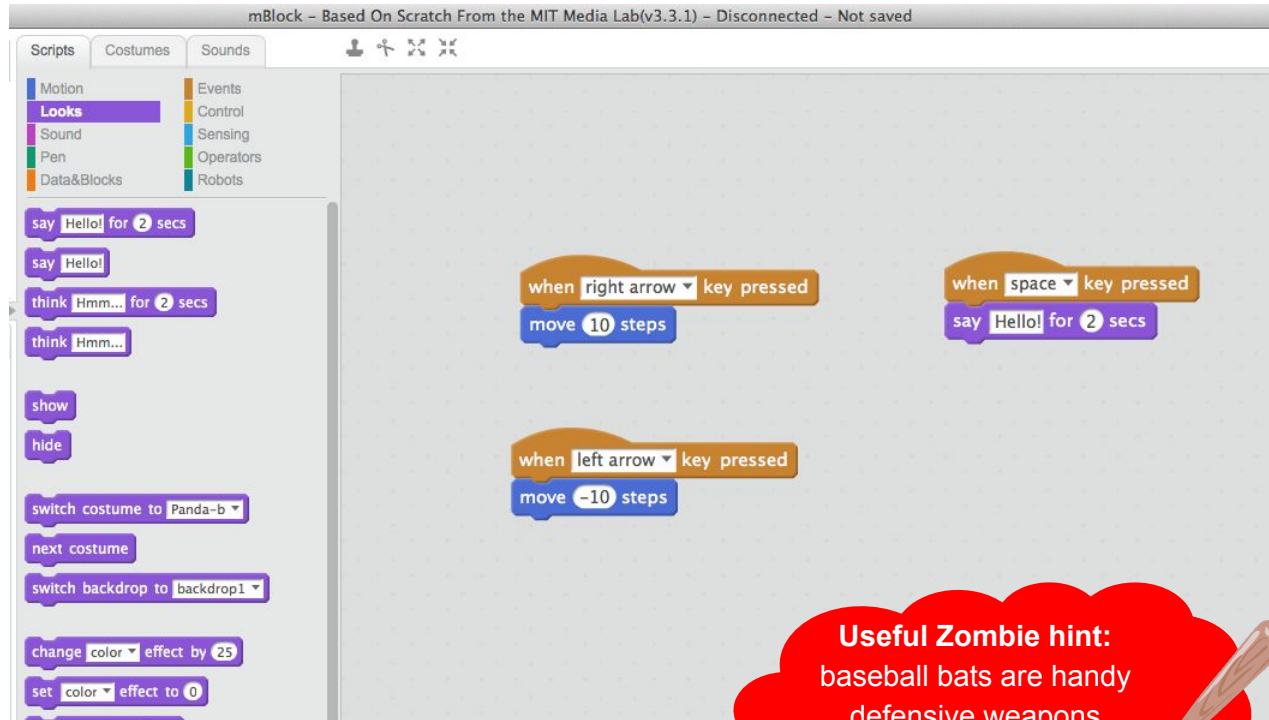 mBlock - Based On Scratch From the MIT Media Lab(v3.3.1) - Disconnected - Not saved
Scripts Costumes Sounds
Motion Events
Looks Control
Sound Sensing
Pen Operators
Data&Blocks Robots
say Hello! for 2 secs
say Hello!
think Hmm... for 2 secs
think Hmm...
show
hide
switch costume to Panda-b
next costume
switch backdrop to backdrop1
change color effect by 25
set color effect to 0
when right arrow key pressed
move 10 steps
when left arrow key pressed
move -10 steps
when space key pressed
say Hello! for 2 secs
Useful Zombie hint:
baseball bats are handy
defensive weapons